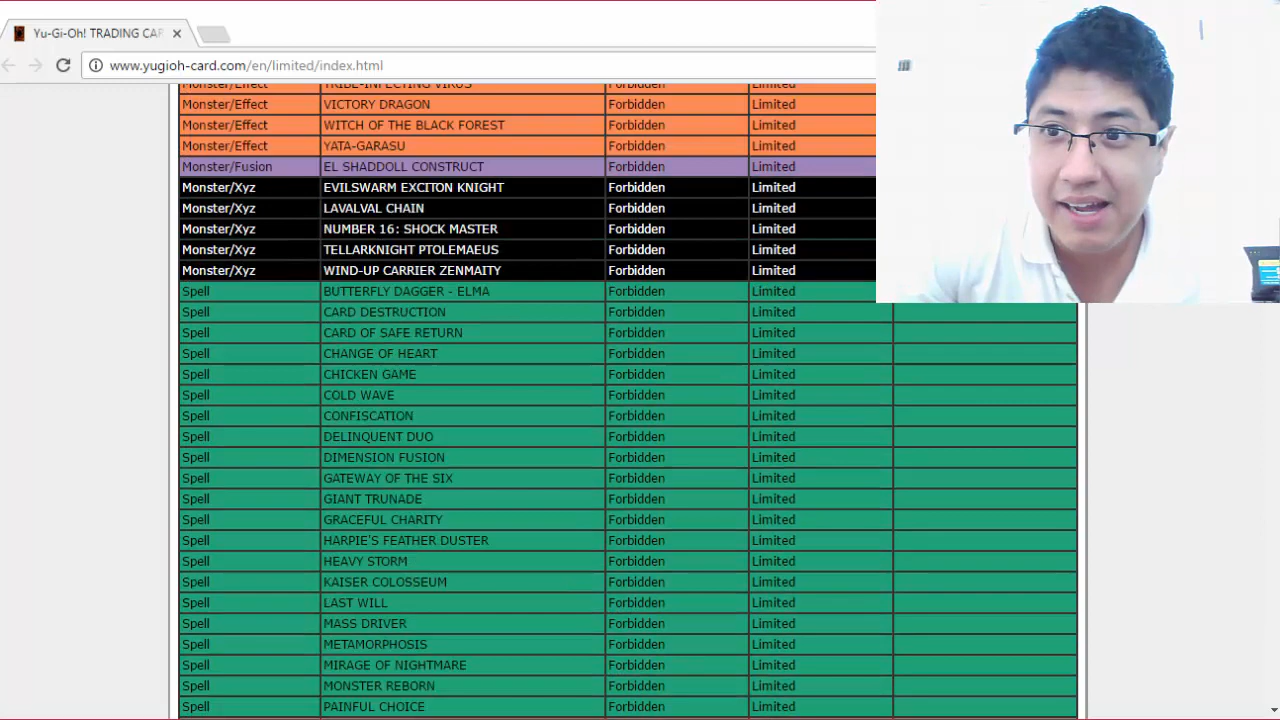 Yu-Gi-Oh! TRADING CAR
www.yugioh-card.com/en/limited/index.html
Monster/Effect TRIBE-INFECTING VIRUS Forbidden Limited
Monster/Effect VICTORY DRAGON Forbidden Limited
Monster/Effect WITCH OF THE BLACK FOREST Forbidden Limited
Monster/Effect YATA-GARASU Forbidden Limited
Monster/Fusion EL SHADDOLL CONSTRUCT Forbidden Limited
Monster/Xyz EVILSWARM EXCITON KNIGHT Forbidden Limited
Monster/Xyz LAVALVAL CHAIN Forbidden Limited
Monster/Xyz NUMBER 16: SHOCK MASTER Forbidden Limited
Monster/Xyz TELLARKNIGHT PTOLEMAEUS Forbidden Limited
Monster/Xyz WIND-UP CARRIER ZENMAITY Forbidden Limited
Spell BUTTERFLY DAGGER - ELMA Forbidden Limited
Spell CARD DESTRUCTION Forbidden Limited
Spell CARD OF SAFE RETURN Forbidden Limited
Spell CHANGE OF HEART Forbidden Limited
Spell CHICKEN GAME Forbidden Limited
Spell COLD WAVE Forbidden Limited
Spell CONFISCATION Forbidden Limited
Spell DELINQUENT DUO Forbidden Limited
Spell DIMENSION FUSION Forbidden Limited
Spell GATEWAY OF THE SIX Forbidden Limited
Spell GIANT TRUNADE Forbidden Limited
Spell GRACEFUL CHARITY Forbidden Limited
Spell HARPIE'S FEATHER DUSTER Forbidden Limited
Spell HEAVY STORM Forbidden Limited
Spell KAISER COLOSSEUM Forbidden Limited
Spell LAST WILL Forbidden Limited
Spell MASS DRIVER Forbidden Limited
Spell METAMORPHOSIS Forbidden Limited
Spell MIRAGE OF NIGHTMARE Forbidden Limited
Spell MONSTER REBORN Forbidden Limited
Spell PAINFUL CHOICE Forbidden Limited